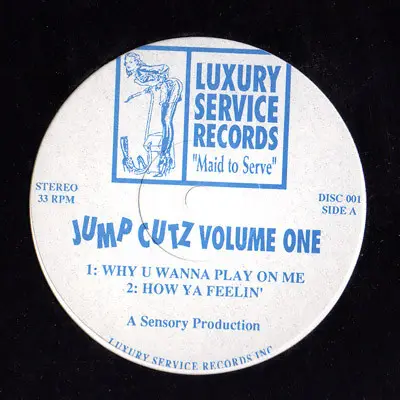 LUXURY
SERVICE
RECORDS
"Maid to Serve"
STEREO
33 RPM
DISC 001
SIDE A
JUMP CUTZ VOLUME ONE
1: WHY U WANNA PLAY ON ME
2: HOW YA FEELIN'
A Sensory Production
LUXURY SERVICE RECORDS INC